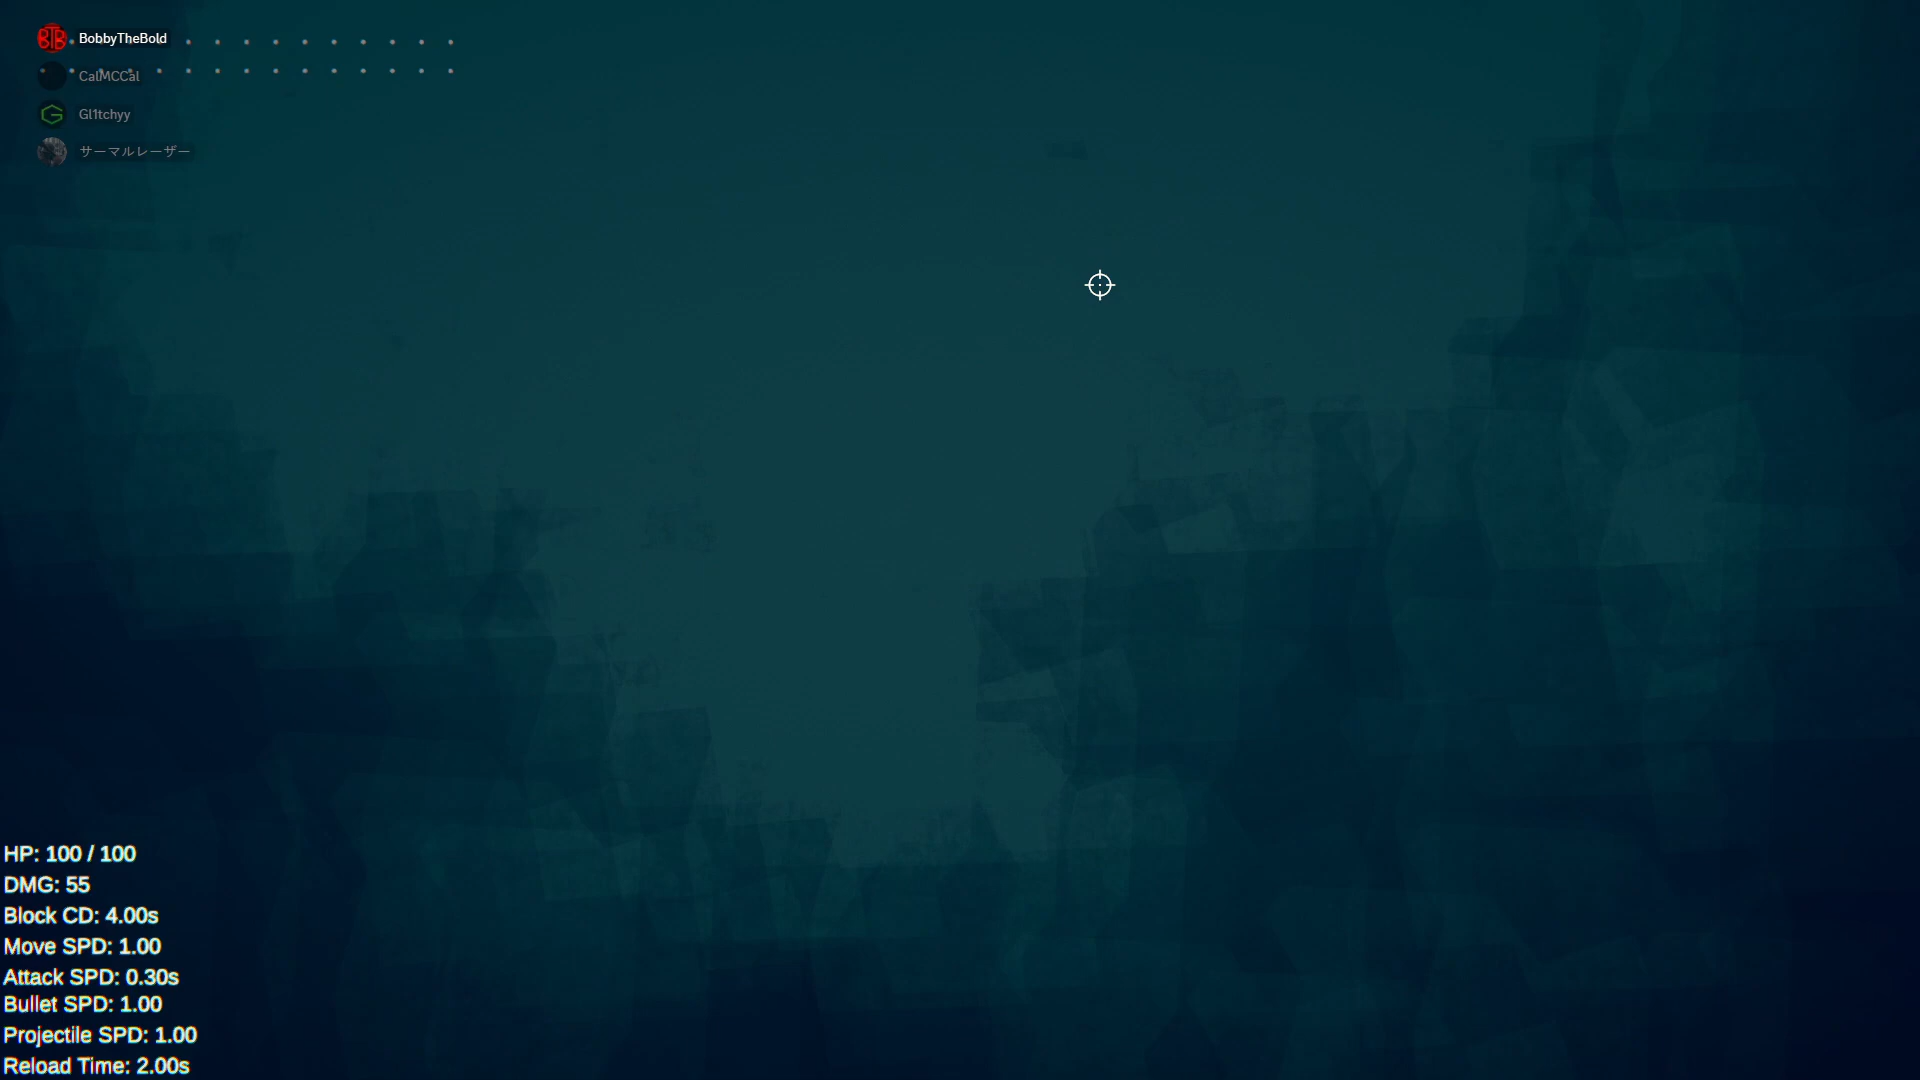 BobbyTheBold
CalMCCal
Gl1tchyy
サーマルレーザー
HP: 100 / 100
DMG: 55
Block CD: 4.00s
Move SPD: 1.00
Attack SPD: 0.30s
Bullet SPD: 1.00
Projectile SPD: 1.00
Reload Time: 2.00s